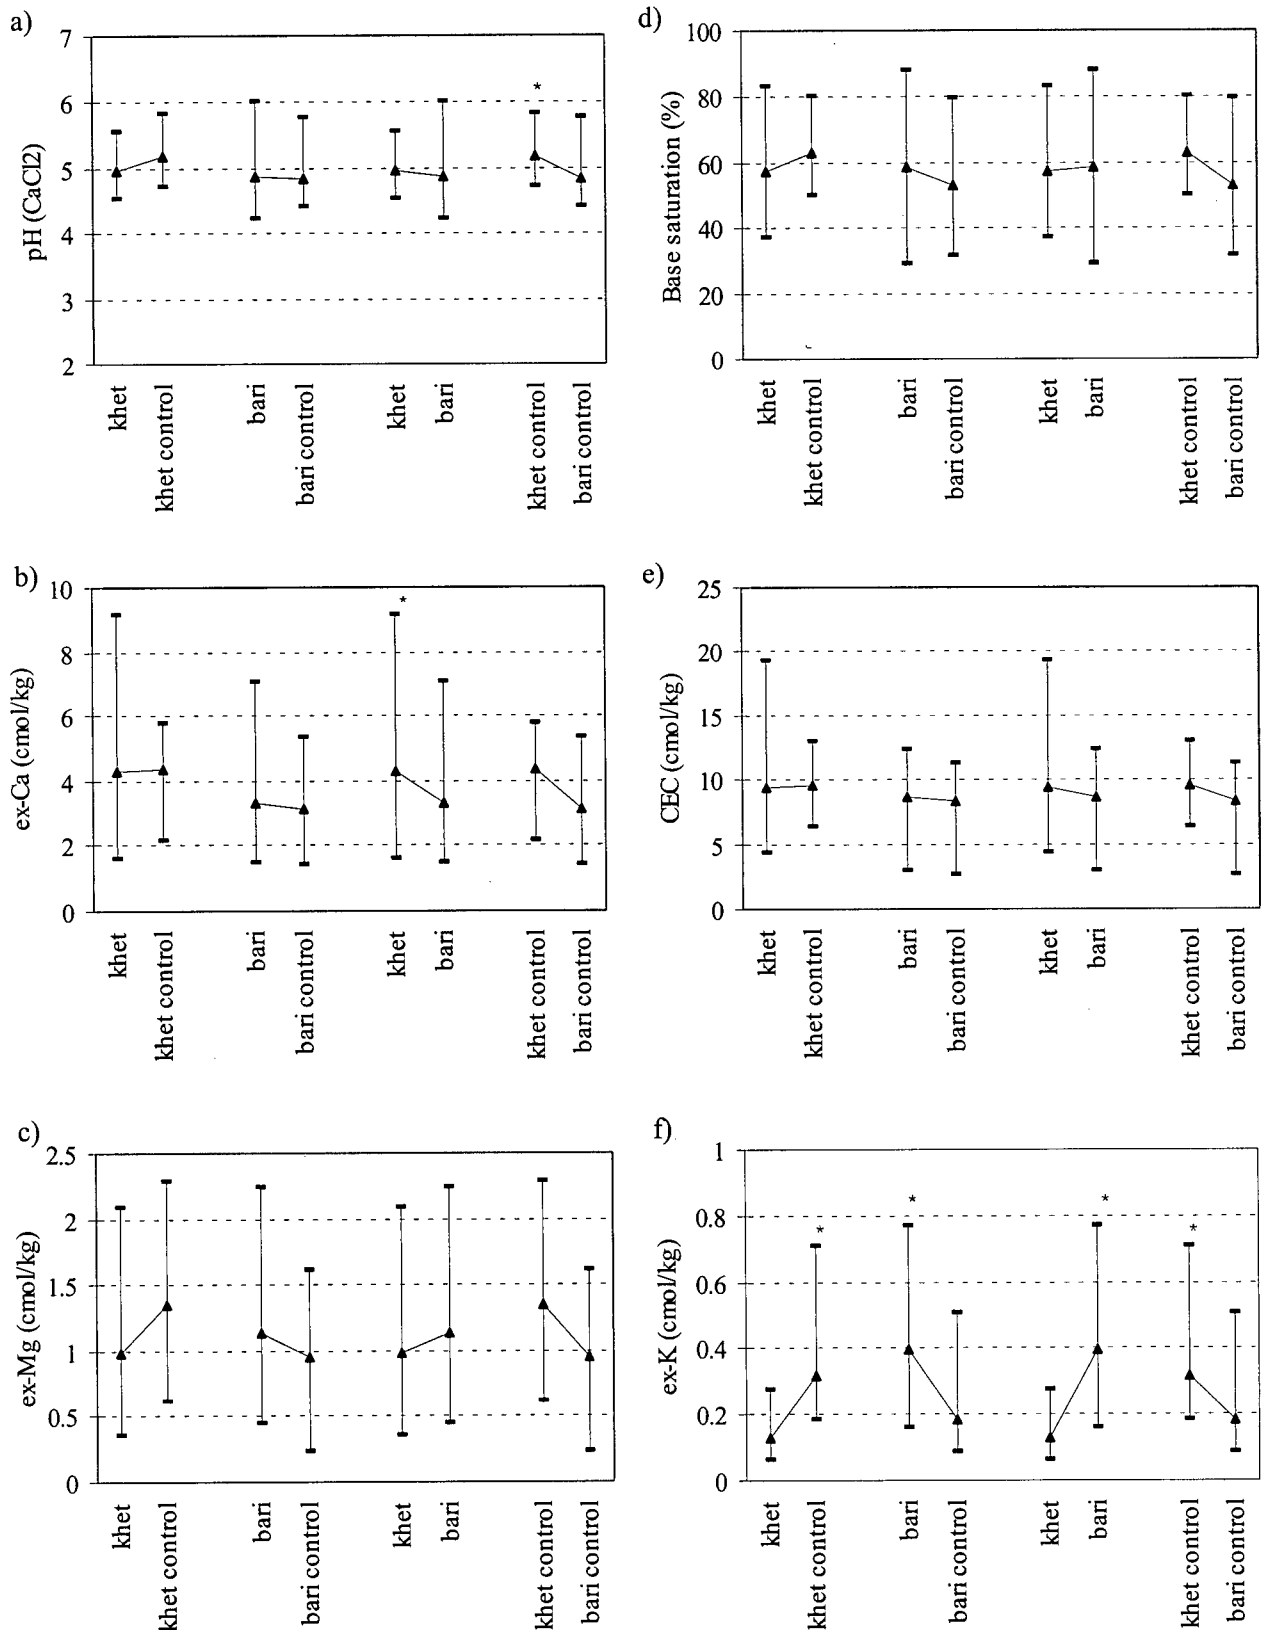 a)
pH (CaCl2)
7
6
5
4
3
2
*
khet
khet control
bari
bari control
khet
bari
khet control
bari control
d)
Base saturation (%)
100
80
60
40
20
0
khet
khet control
bari
bari control
khet
bari
khet control
bari control
b)
ex-Ca (cmol/kg)
10
8
6
4
2
0
*
khet
khet control
bari
bari control
khet
bari
khet control
bari control
e)
CEC (cmol/kg)
25
20
15
10
5
0
khet
khet control
bari
bari control
khet
bari
khet control
bari control
c)
ex-Mg (cmol/kg)
2.5
2
1.5
1
0.5
0
khet
khet control
bari
bari control
khet
bari
khet control
bari control
f)
ex-K (cmol/kg)
1
0.8
0.6
0.4
0.2
0
*
*
*
*
khet
khet control
bari
bari control
khet
bari
khet control
bari control